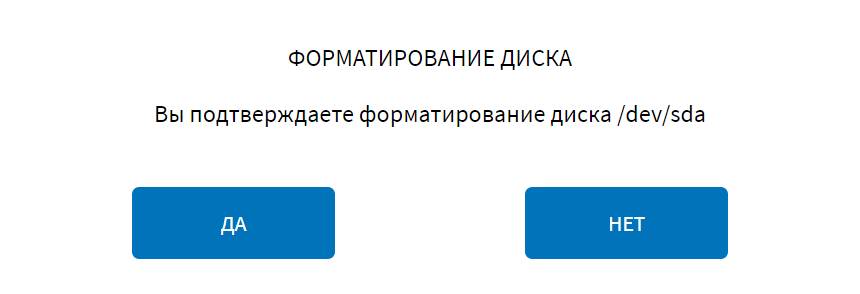 ФОРМАТИРОВАНИЕ ДИСКА
Вы подтверждаете форматирование диска /dev/sda
ДА
НЕТ